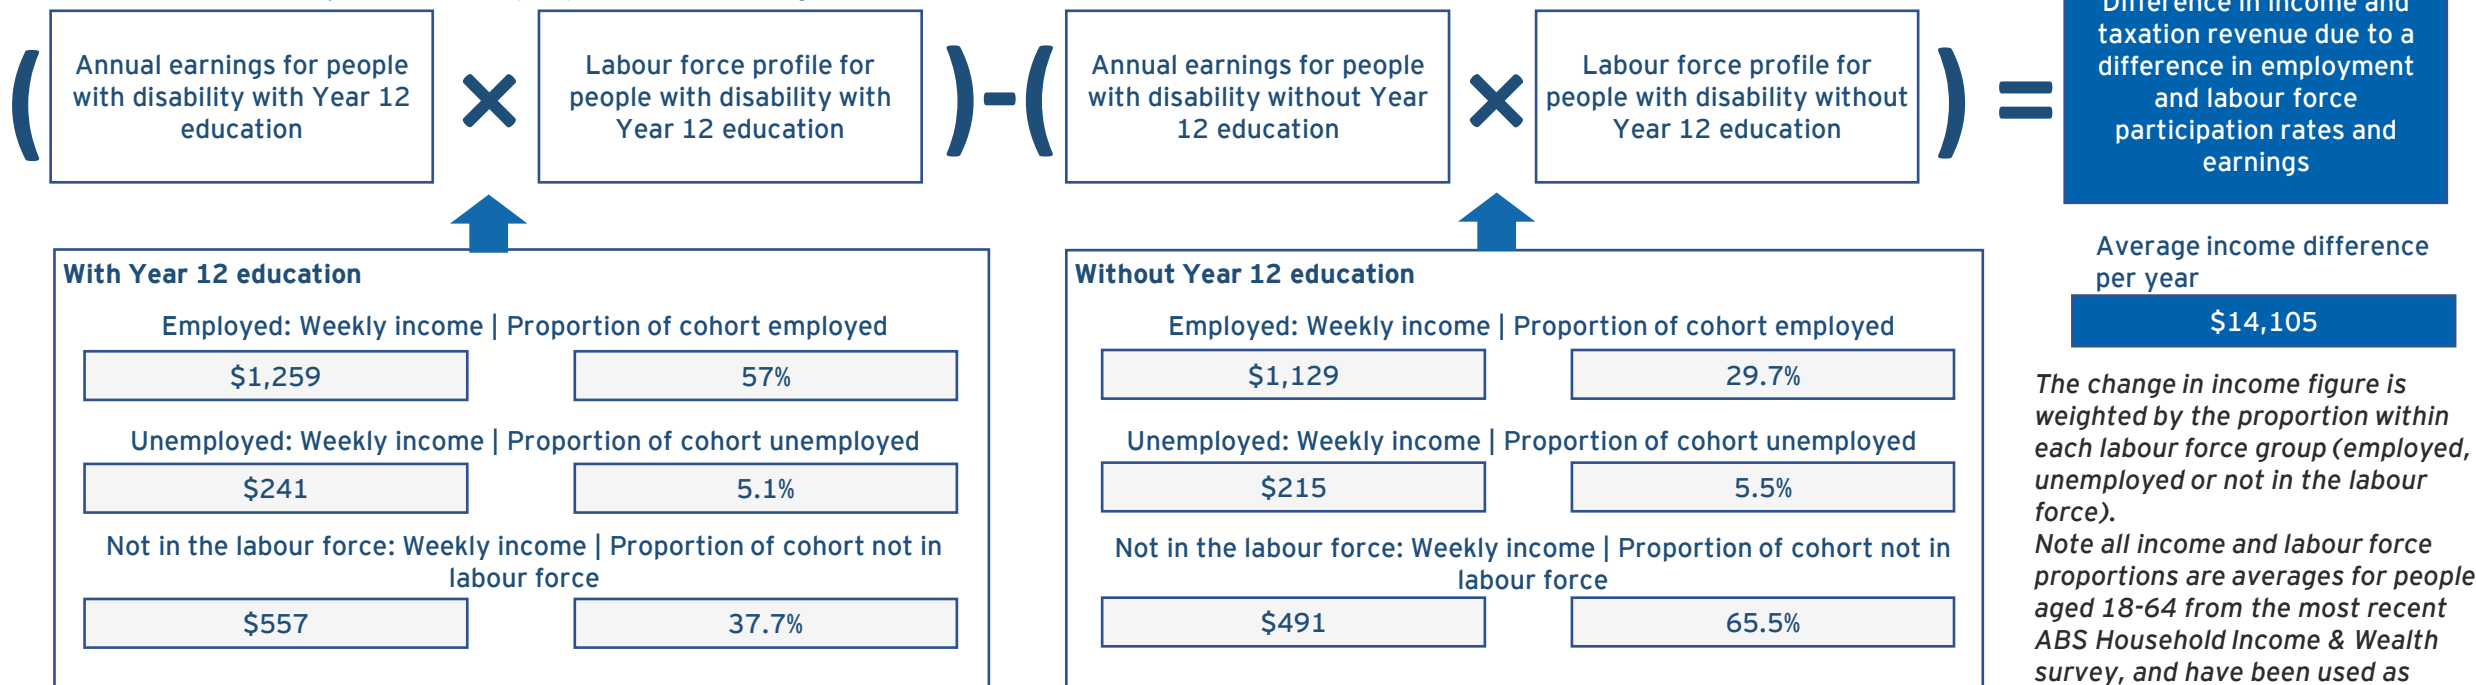 Annual earnings for people
with disability with Year 12
education
×
Labour force profile for
people with disability with
Year 12 education
-
Annual earnings for people
with disability without Year
12 education
×
Labour force profile for
people with disability without
Year 12 education
=
Difference in income and
taxation revenue due to a
difference in employment
and labour force
participation rates and
earnings
With Year 12 education
Employed: Weekly income | Proportion of cohort employed
$1,259 57%
Unemployed: Weekly income | Proportion of cohort unemployed
$241 5.1%
Not in the labour force: Weekly income | Proportion of cohort not in
labour force
$557 37.7%
Without Year 12 education
Employed: Weekly income | Proportion of cohort employed
$1,129 29.7%
Unemployed: Weekly income | Proportion of cohort unemployed
$215 5.5%
Not in the labour force: Weekly income | Proportion of cohort not in
labour force
$491 65.5%
Average income difference
per year
$14,105
The change in income figure is
weighted by the proportion within
each labour force group (employed,
unemployed or not in the labour
force).
Note all income and labour force
proportions are averages for people
aged 18-64 from the most recent
ABS Household Income & Wealth
survey, and have been used as